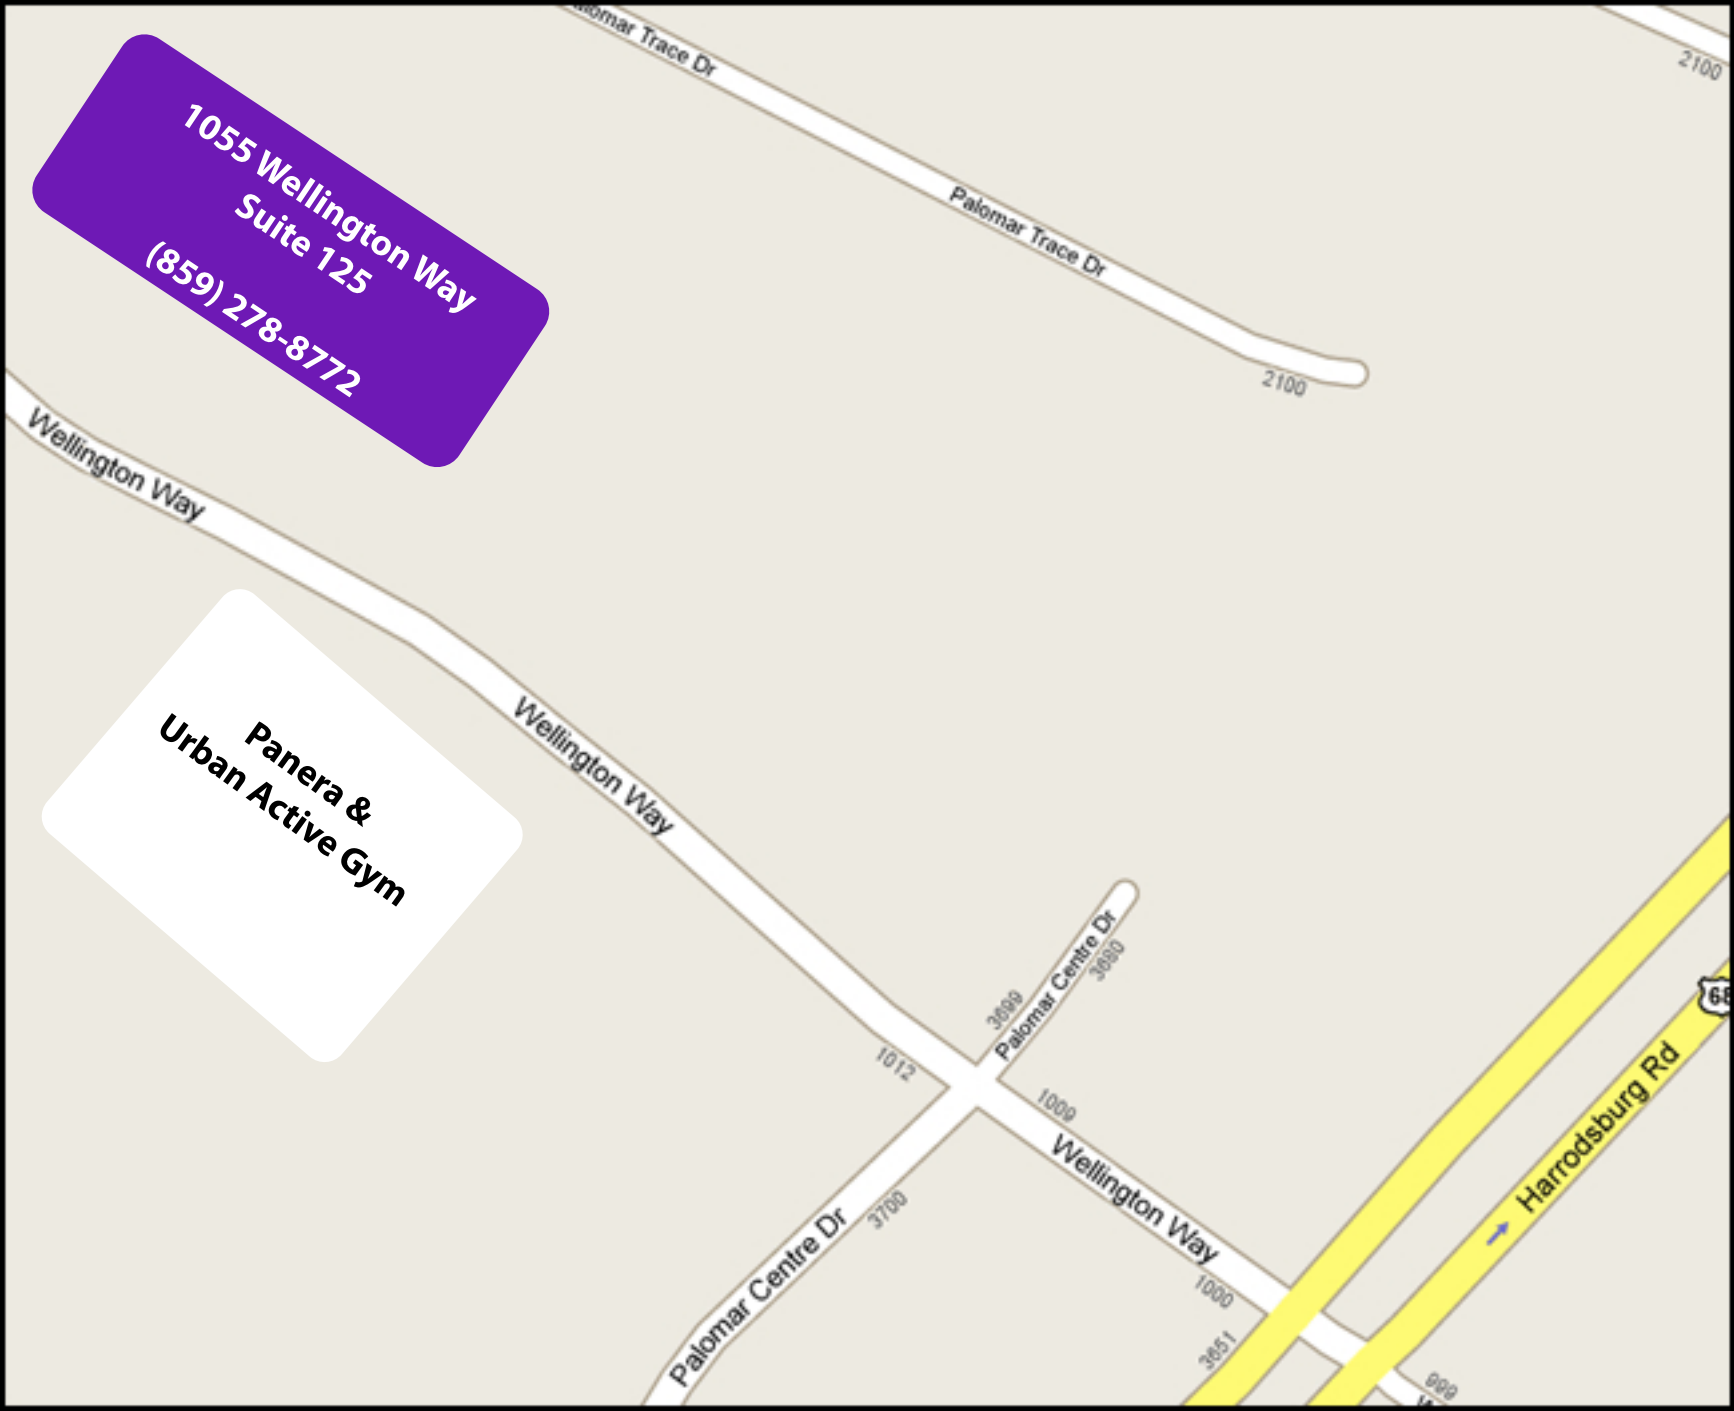 lomar Trace Dr
2100
1055 Wellington Way
Suite 125
(859) 278-8772
Palomar Trace Dr
2100
Wellington Way
Panera &
Urban Active Gym
Wellington Way
Palomar Centre Dr
3680
3699
68
1012
1009
Harrodsburg Rd
Wellington Way
3700
Palomar Centre Dr
1000
3651
999
W